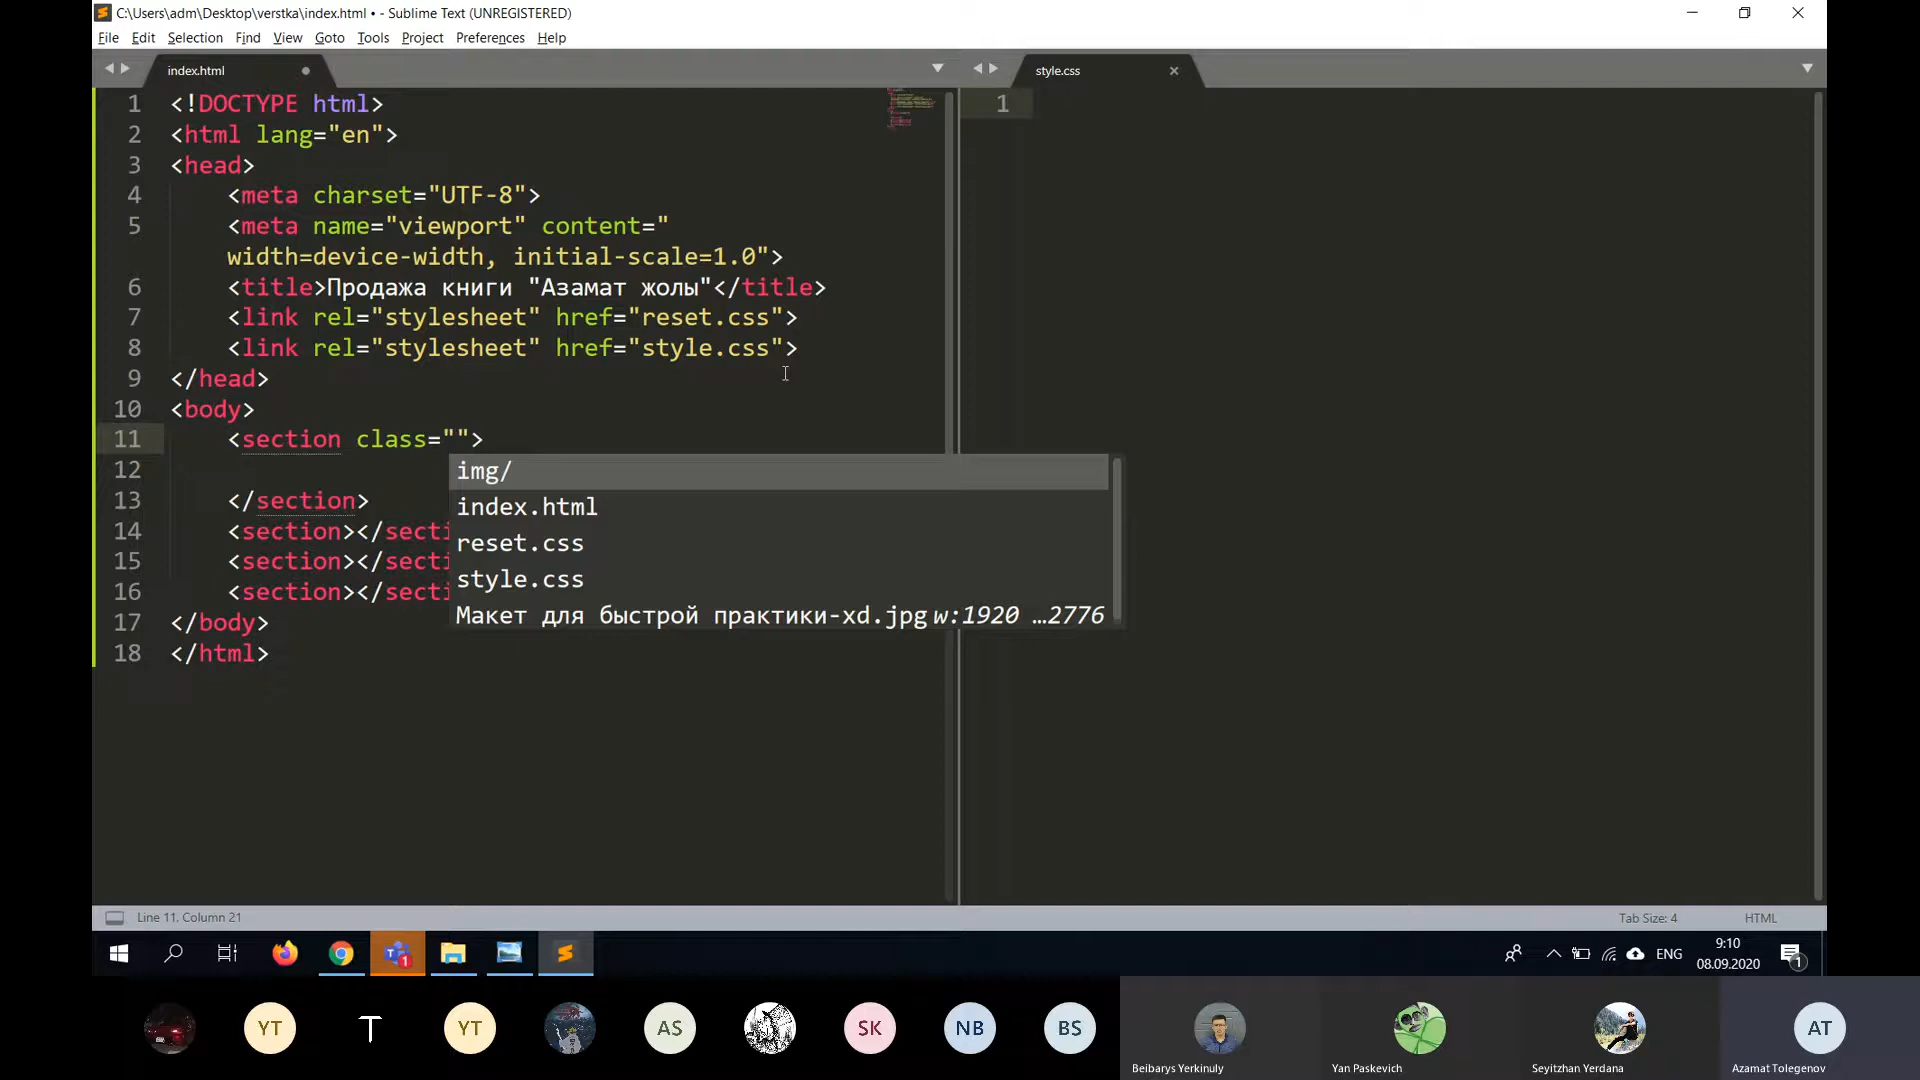 C:\Users\adm\Desktop\verstka\index.html • - Sublime Text (UNREGISTERED)
File Edit Selection Find View Goto Tools Project Preferences Help
index.html
style.css
1 <!DOCTYPE html>
2 <html lang="en">
3 <head>
4 <meta charset="UTF-8">
5 <meta name="viewport" content="
width=device-width, initial-scale=1.0">
6 <title>Продажа книги "Азамат жолы"</title>
7 <link rel="stylesheet" href="reset.css">
8 <link rel="stylesheet" href="style.css">
9 </head>
10 <body>
11 <section class="">
12
13 </section>
14 <section></secti
15 <section></secti
16 <section></secti
17 </body>
18 </html>
img/
index.html
reset.css
style.css
Макет для быстрой практики-xd.jpg w:1920 …2776
1
Line 11, Column 21
Tab Size: 4
HTML
1
ENG
9:10
08.09.2020
1
YT
T
YT
AS
SK
NB
BS
AT
Beibarys Yerkinuly
Yan Paskevich
Seyitzhan Yerdana
Azamat Tolegenov